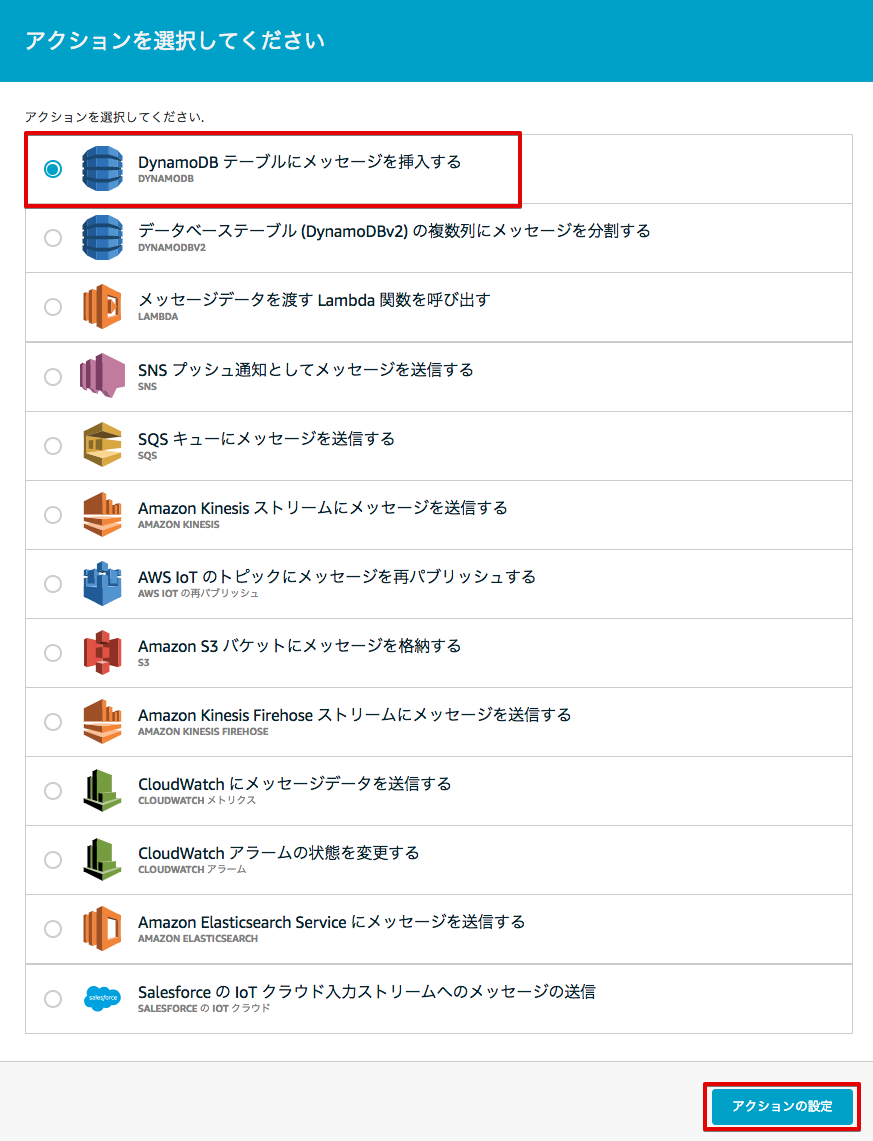 アクションを選択してください
アクションを選択してください.
DynamoDB テーブルにメッセージを挿入する
DYNAMODB
データベーステーブル (DynamoDBv2) の複数列にメッセージを分割する
DYNAMODBV2
メッセージデータを渡す Lambda 関数を呼び出す
LAMBDA
SNS プッシュ通知としてメッセージを送信する
SNS
SQS キューにメッセージを送信する
SQS
Amazon Kinesis ストリームにメッセージを送信する
AMAZON KINESIS
AWS IoT のトピックにメッセージを再パブリッシュする
AWS IOT の再パブリッシュ
Amazon S3 バケットにメッセージを格納する
S3
Amazon Kinesis Firehose ストリームにメッセージを送信する
AMAZON KINESIS FIREHOSE
CloudWatch にメッセージデータを送信する
CLOUDWATCH メトリクス
CloudWatch アラームの状態を変更する
CLOUDWATCH アラーム
Amazon Elasticsearch Service にメッセージを送信する
AMAZON ELASTICSEARCH
salesforce
Salesforce の IoT クラウド入力ストリームへのメッセージの送信
SALESFORCE の IOT クラウド
アクションの設定